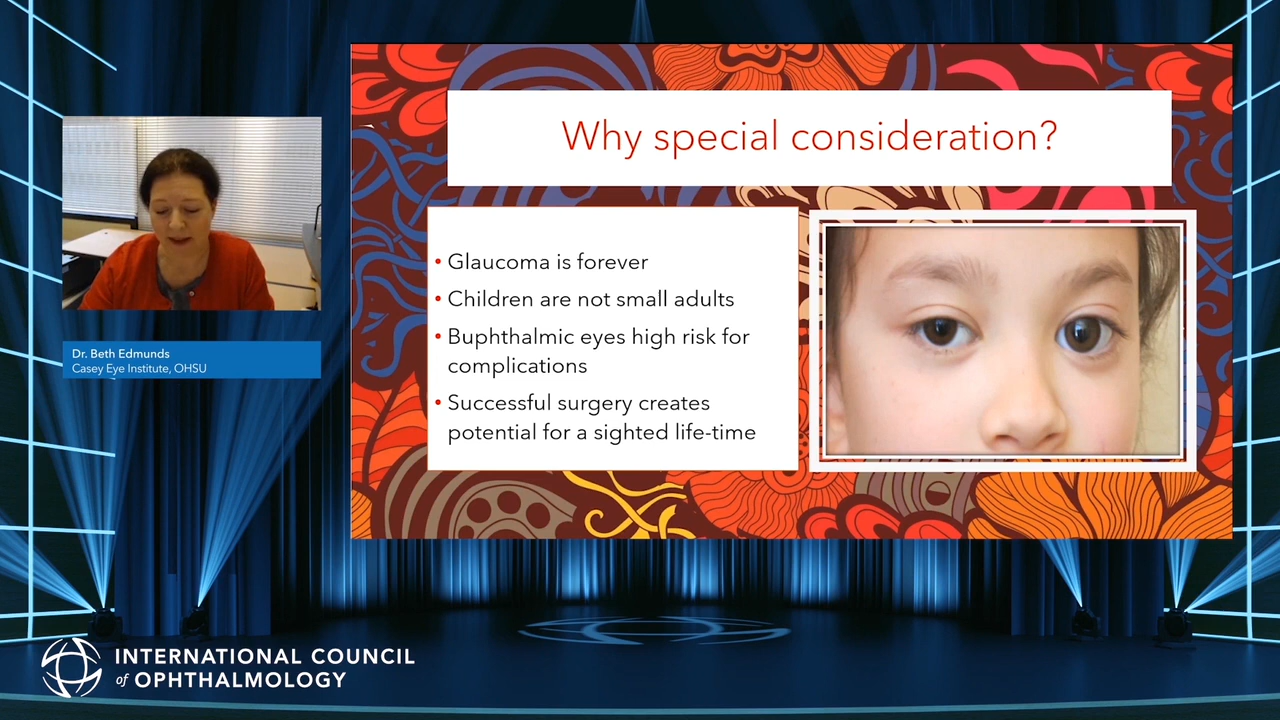 Why special consideration?
• Glaucoma is forever
• Children are not small adults
• Buphthalmic eyes high risk for
complications
• Successful surgery creates
potential for a sighted life-time
Dr. Beth Edmunds
Casey Eye Institute, OHSU
INTERNATIONAL COUNCIL
of OPHTHALMOLOGY